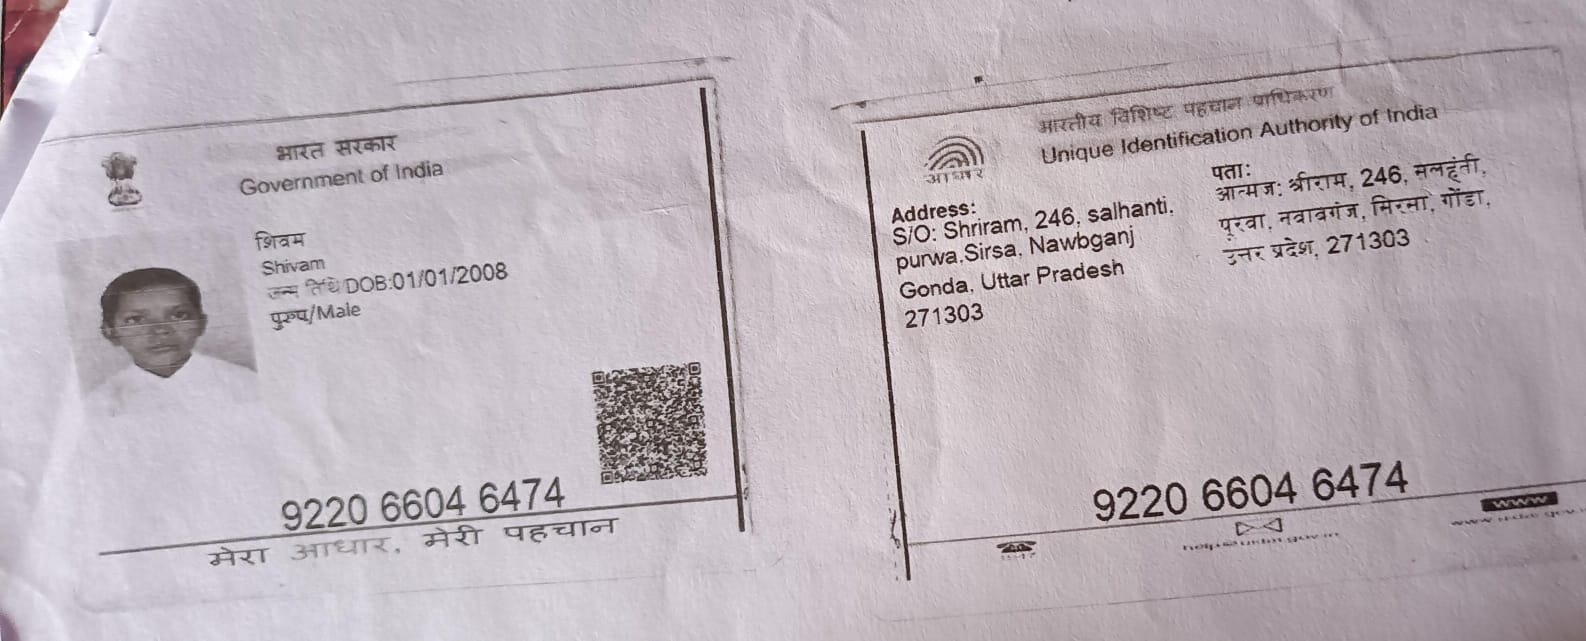 भारत सरकार
Government of India
शिवम
Shivam
जन्म तिथि/DOB:01/01/2008
पुरुष/Male
9220 6604 6474
मेरा आधार, मेरी पहचान
भारतीय विशिष्ट पहचान प्राधिकरण
Unique Identification Authority of India
आधार
Address:
S/O: Shriram, 246, salhanti,
purwa,Sirsa, Nawbganj
Gonda, Uttar Pradesh
271303
पता:
आत्मज: श्रीराम, 246, सलहंती,
पूरवा, नवावगंज, सिरसा, गोंडा,
उत्तर प्रदेश, 271303
9220 6604 6474
www